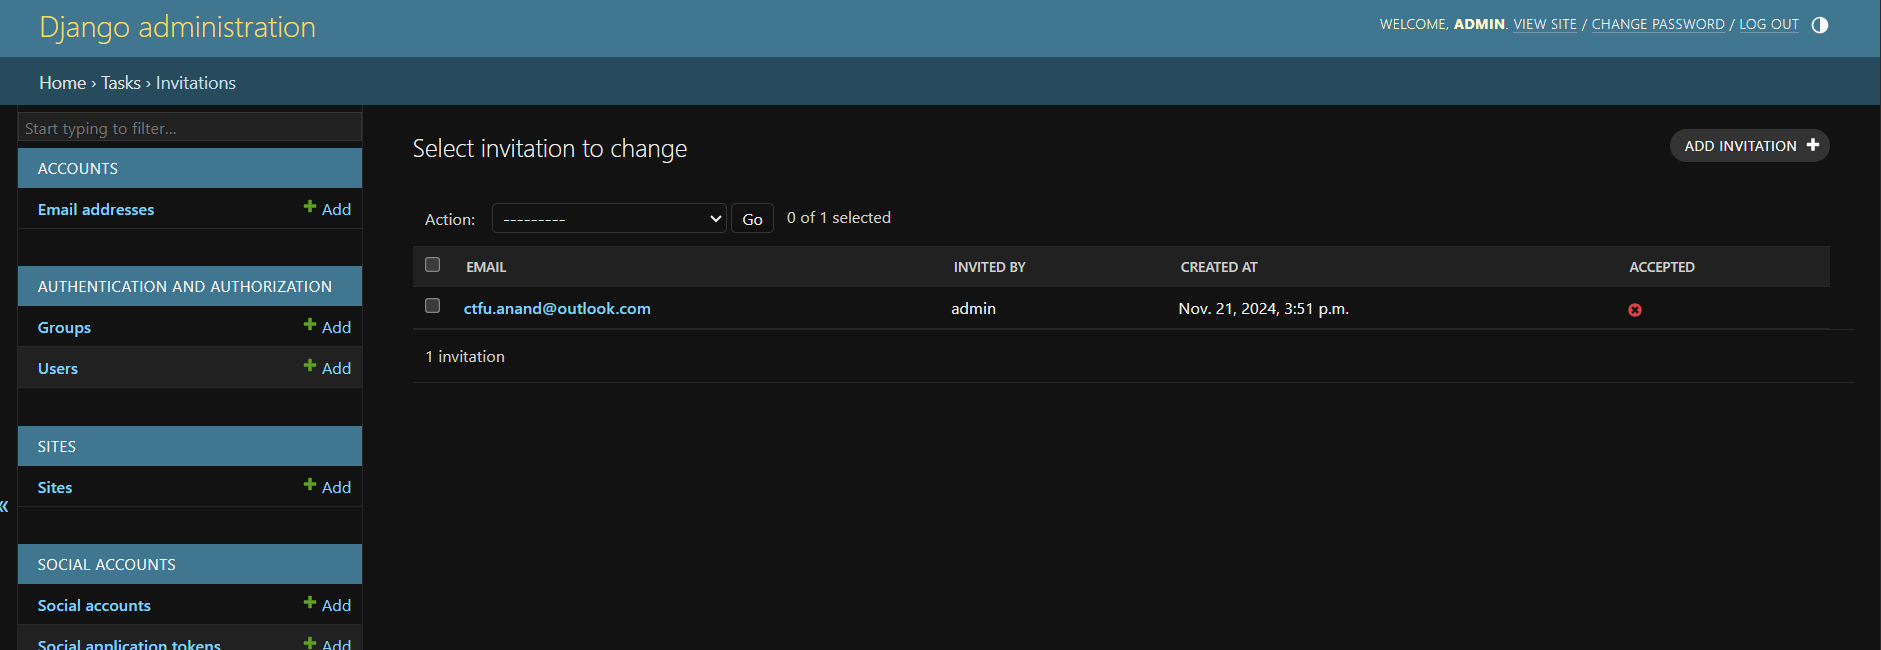 Django administration
WELCOME, ADMIN. VIEW SITE / CHANGE PASSWORD / LOG OUT
Home › Tasks › Invitations
Start typing to filter...
ACCOUNTS
Email addresses + Add
AUTHENTICATION AND AUTHORIZATION
Groups + Add
Users + Add
SITES
Sites + Add
«
SOCIAL ACCOUNTS
Social accounts + Add
Social application tokens + Add
Select invitation to change
ADD INVITATION +
Action: --------- Go 0 of 1 selected
EMAIL INVITED BY CREATED AT ACCEPTED
ctfu.anand@outlook.com admin Nov. 21, 2024, 3:51 p.m.
1 invitation